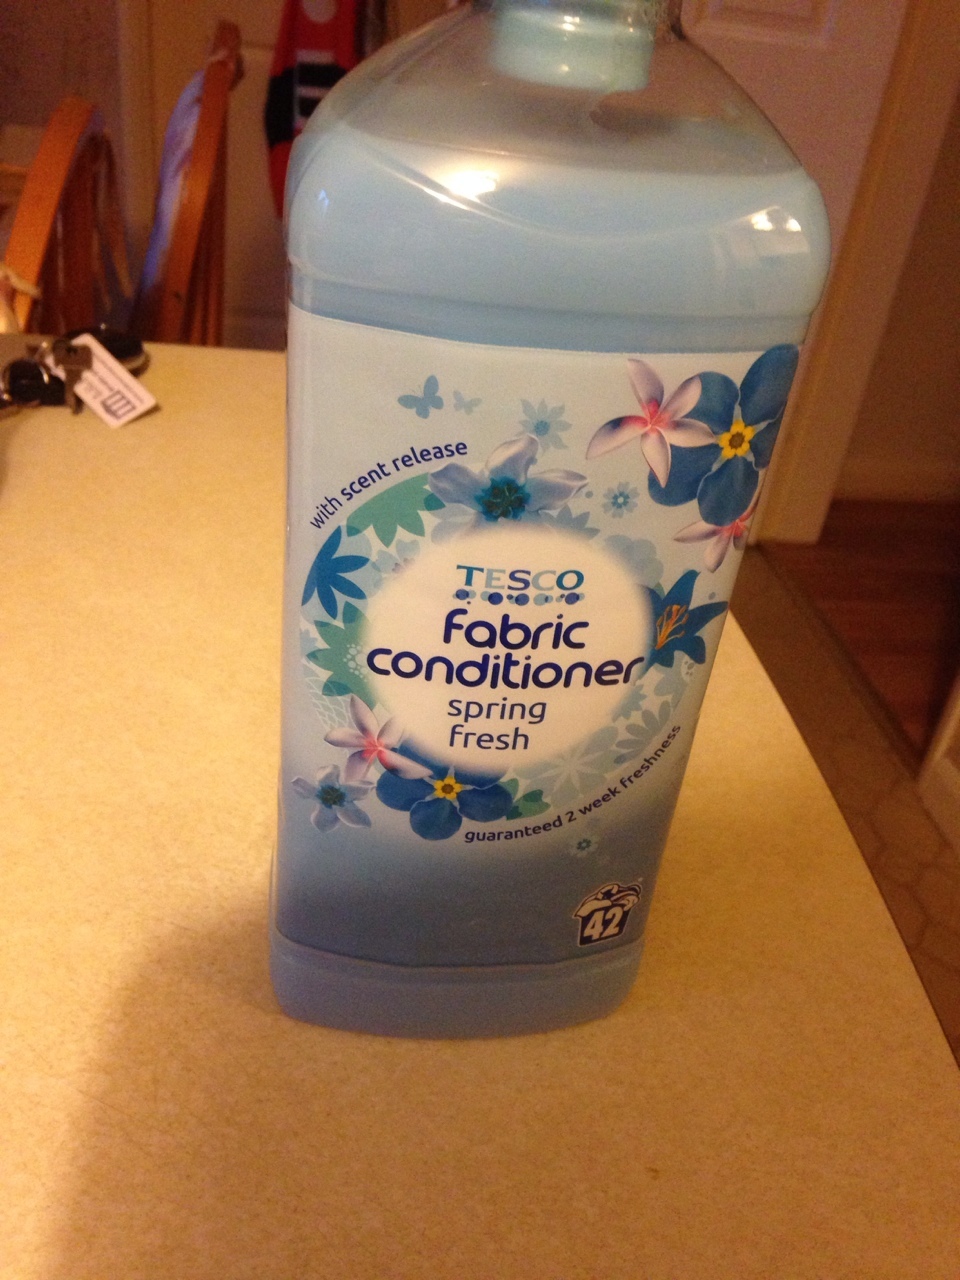 with scent release
TESCO
fabric
conditioner
spring
fresh
guaranteed 2 week freshness
42